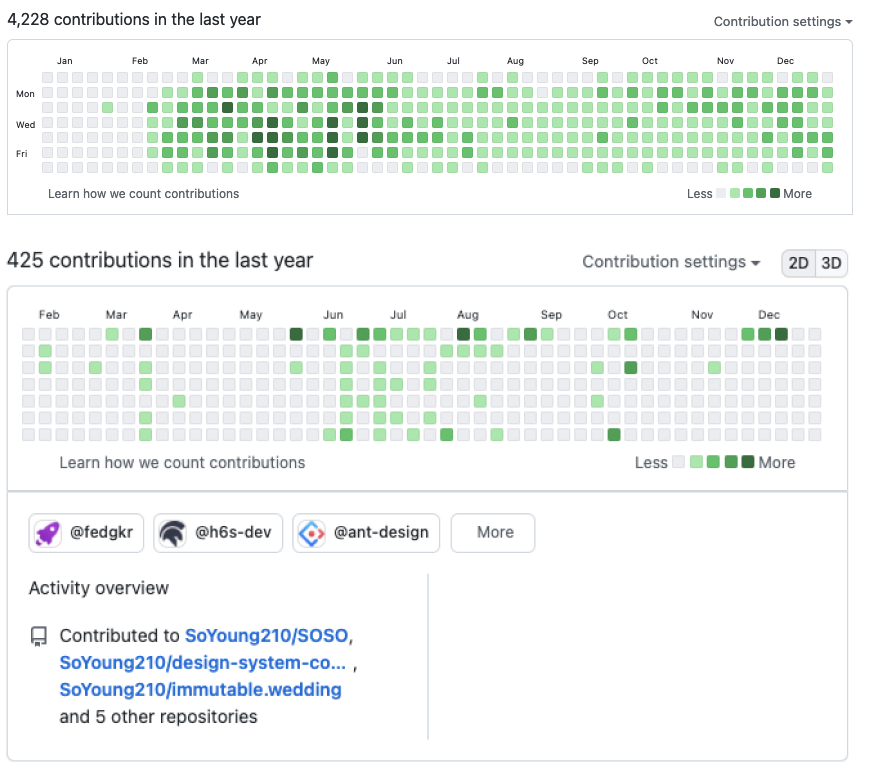 4,228 contributions in the last year
Contribution settings
Jan Feb Mar Apr May Jun Jul Aug Sep Oct Nov Dec
Mon
Wed
Fri
Learn how we count contributions
Less More
425 contributions in the last year
Contribution settings
2D 3D
Feb Mar Apr May Jun Jul Aug Sep Oct Nov Dec
Learn how we count contributions
Less More
@fedgkr @h6s-dev @ant-design More
Activity overview
Contributed to SoYoung210/SOSO,
SoYoung210/design-system-co... ,
SoYoung210/immutable.wedding
and 5 other repositories